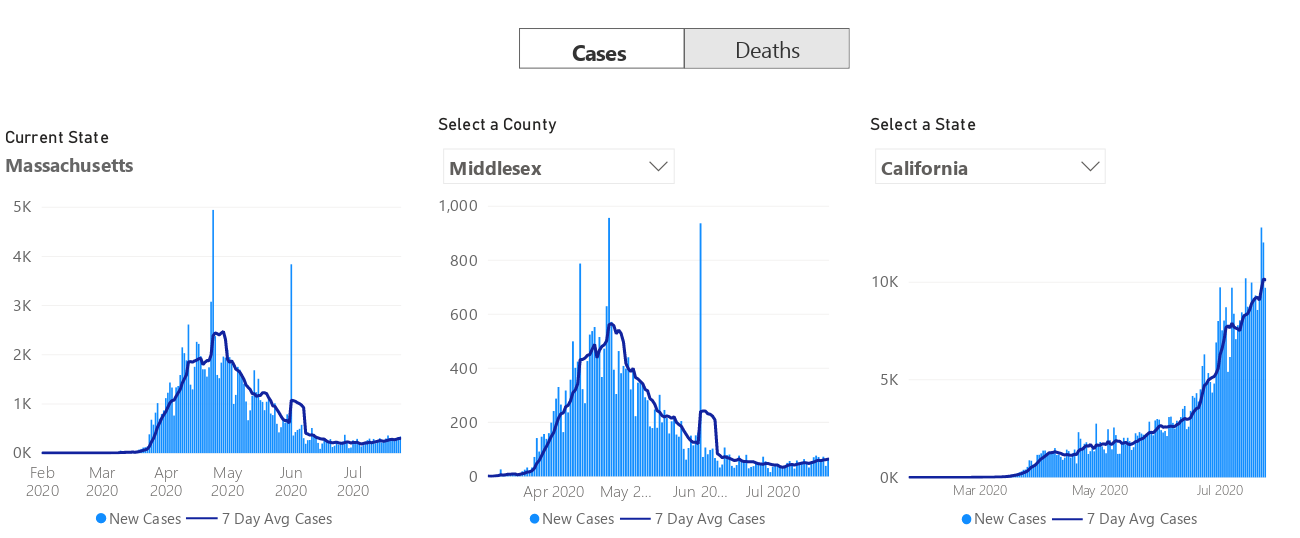 Cases Deaths
Current State
Massachusetts
5K
4K
3K
2K
1K
0K
Feb 2020
Mar 2020
Apr 2020
May 2020
Jun 2020
Jul 2020
New Cases 7 Day Avg Cases
Select a County
Middlesex
1,000
800
600
400
200
0
Apr 2020 May 2... Jun 20... Jul 2020
New Cases 7 Day Avg Cases
Select a State
California
10K
5K
0K
Mar 2020 May 2020 Jul 2020
New Cases 7 Day Avg Cases